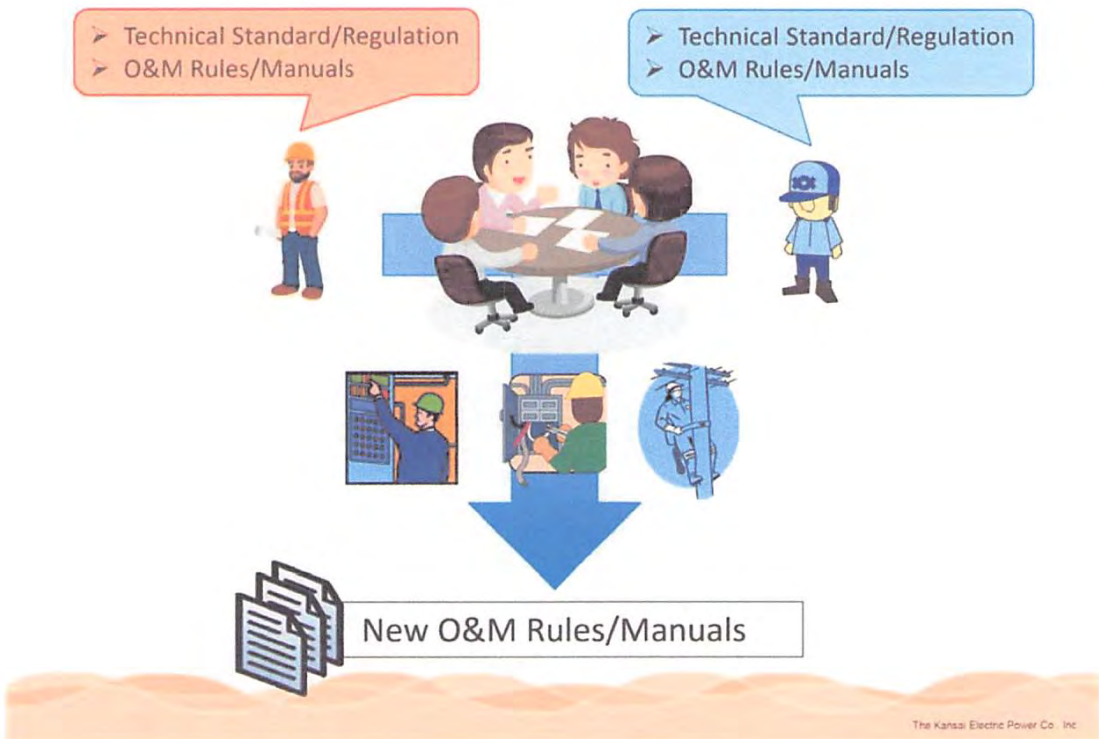 ➢ Technical Standard/Regulation
➢ O&M Rules/Manuals
➢ Technical Standard/Regulation
➢ O&M Rules/Manuals
New O&M Rules/Manuals
The Kansai Electric Power Co., Inc